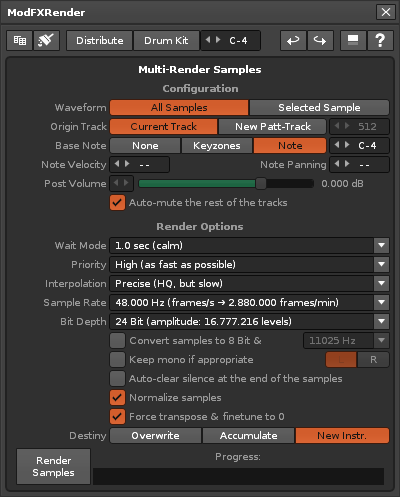 ModFXRender
Distribute Drum Kit C-4 ?
Multi-Render Samples
Configuration
Waveform All Samples Selected Sample
Origin Track Current Track New Patt-Track 512
Base Note None Keyzones Note C-4
Note Velocity -- Note Panning --
Post Volume 0.000 dB
Auto-mute the rest of the tracks
Render Options
Wait Mode 1.0 sec (calm)
Priority High (as fast as possible)
Interpolation Precise (HQ, but slow)
Sample Rate 48.000 Hz (frames/s → 2.880.000 frames/min)
Bit Depth 24 Bit (amplitude: 16.777.216 levels)
Convert samples to 8 Bit & 11025 Hz
Keep mono if appropriate L R
Auto-clear silence at the end of the samples
Normalize samples
Force transpose & finetune to 0
Destiny Overwrite Accumulate New Instr.
Render Progress:
Samples